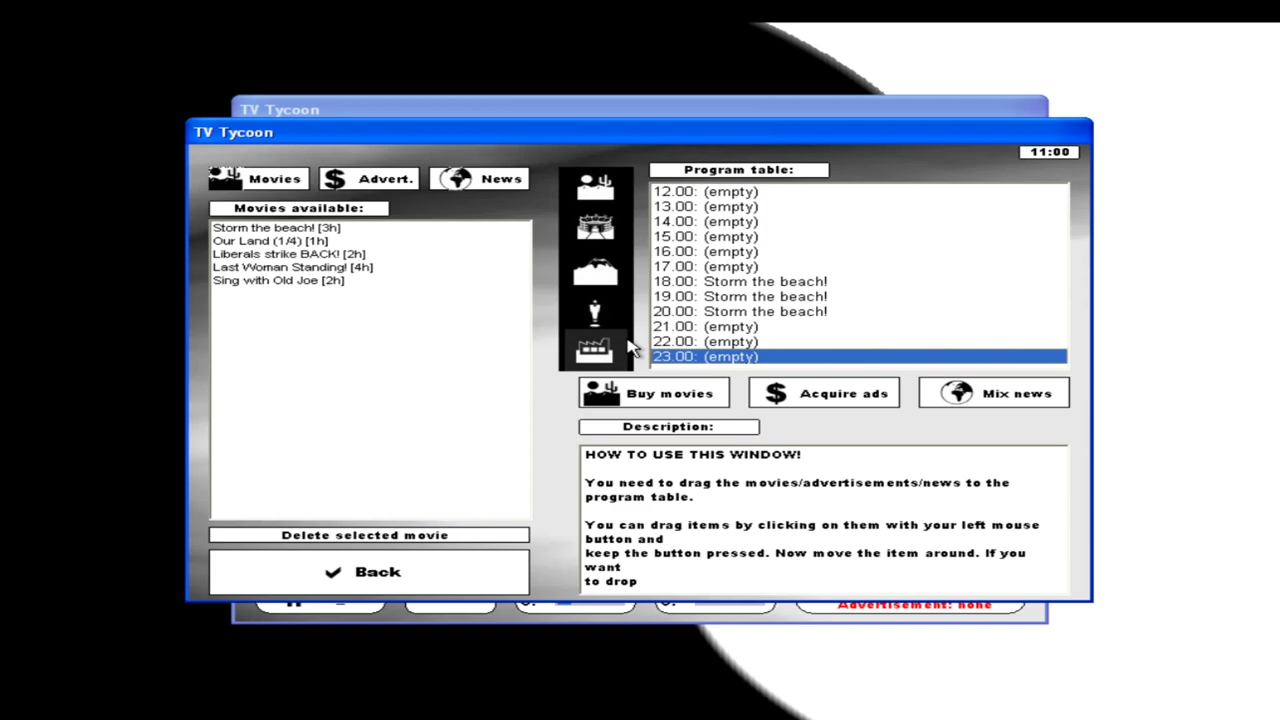 TV Tycoon
TV Tycoon
11:00
Movies
Advert.
News
Program table:
Movies available:
Storm the beach! [3h]
Our Land (1/4) [1h]
Liberals strike BACK! [2h]
Last Woman Standing! [4h]
Sing with Old Joe [2h]
12.00: (empty)
13.00: (empty)
14.00: (empty)
15.00: (empty)
16.00: (empty)
17.00: (empty)
18.00: Storm the beach!
19.00: Storm the beach!
20.00: Storm the beach!
21.00: (empty)
22.00: (empty)
23.00: (empty)
Buy movies
$ Acquire ads
Mix news
Description:
HOW TO USE THIS WINDOW!
You need to drag the movies/advertisements/news to the
program table.
You can drag items by clicking on them with your left mouse
button and
keep the button pressed. Now move the item around. If you
want
to drop
Delete selected movie
Back
Advertisement: none